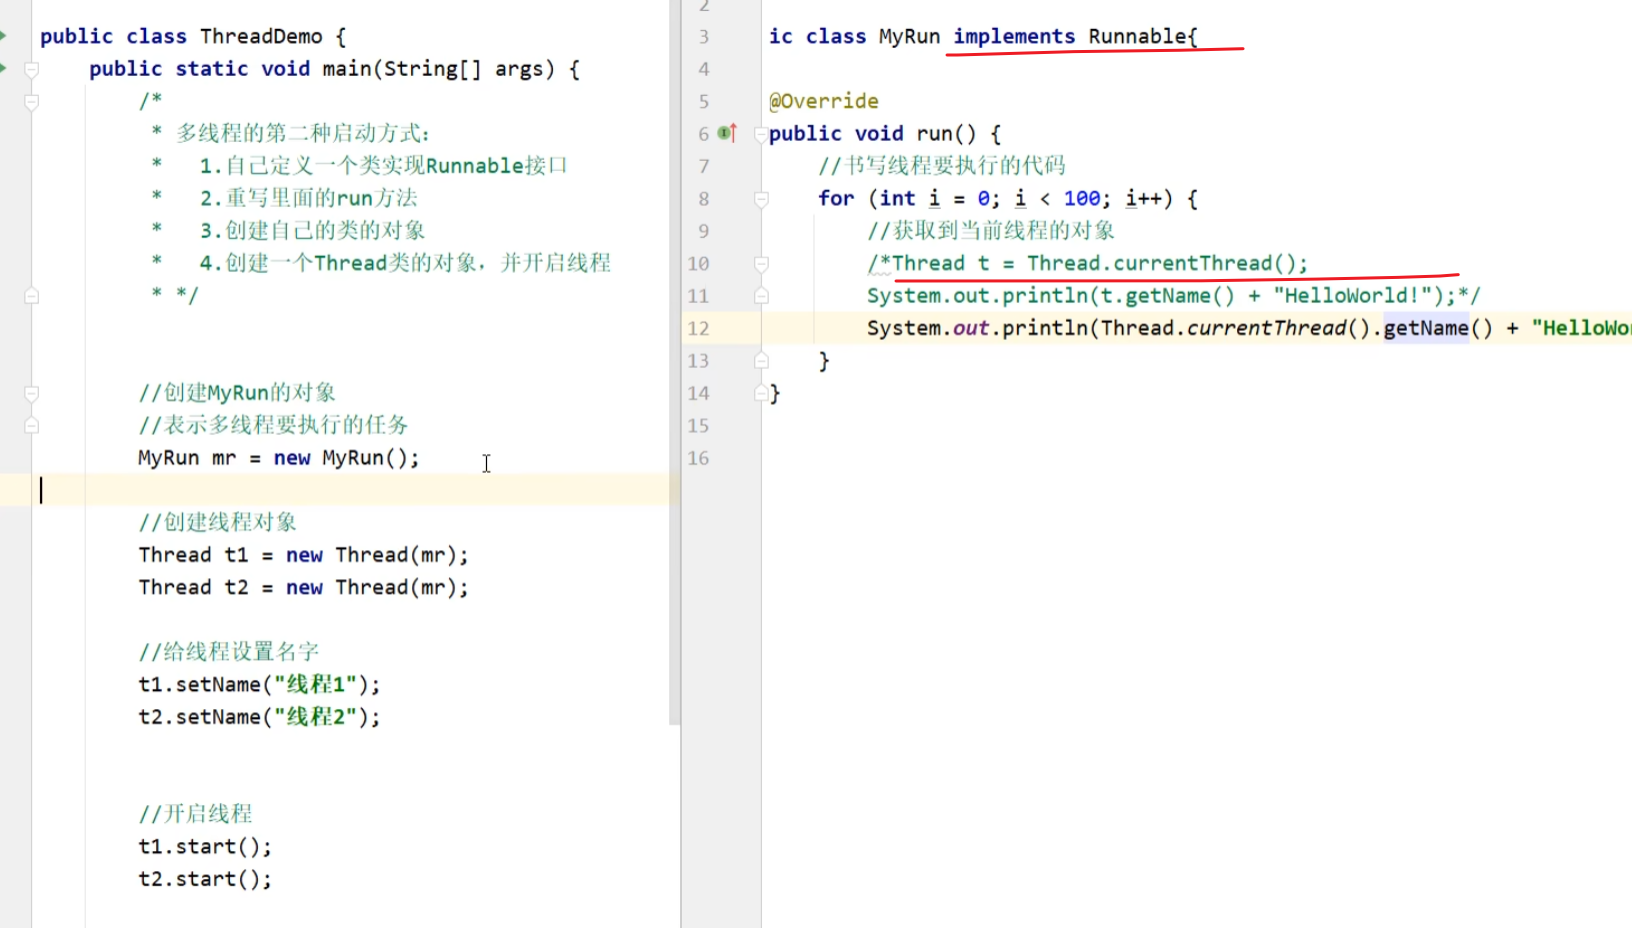 public class ThreadDemo {
public static void main(String[] args) {
/*
* 多线程的第二种启动方式：
* 1.自己定义一个类实现Runnable接口
* 2.重写里面的run方法
* 3.创建自己的类的对象
* 4.创建一个Thread类的对象，并开启线程
* */
//创建MyRun的对象
//表示多线程要执行的任务
MyRun mr = new MyRun();
//创建线程对象
Thread t1 = new Thread(mr);
Thread t2 = new Thread(mr);
//给线程设置名字
t1.setName("线程1");
t2.setName("线程2");
//开启线程
t1.start();
t2.start();
2
3 ic class MyRun implements Runnable{
4
5 @Override
6 public void run() {
7 //书写线程要执行的代码
8 for (int i = 0; i < 100; i++) {
9 //获取到当前线程的对象
10 /*Thread t = Thread.currentThread();
11 System.out.println(t.getName() + "HelloWorld!");*/
12 System.out.println(Thread.currentThread().getName() + "HelloWo
13 }
14 }
15
16